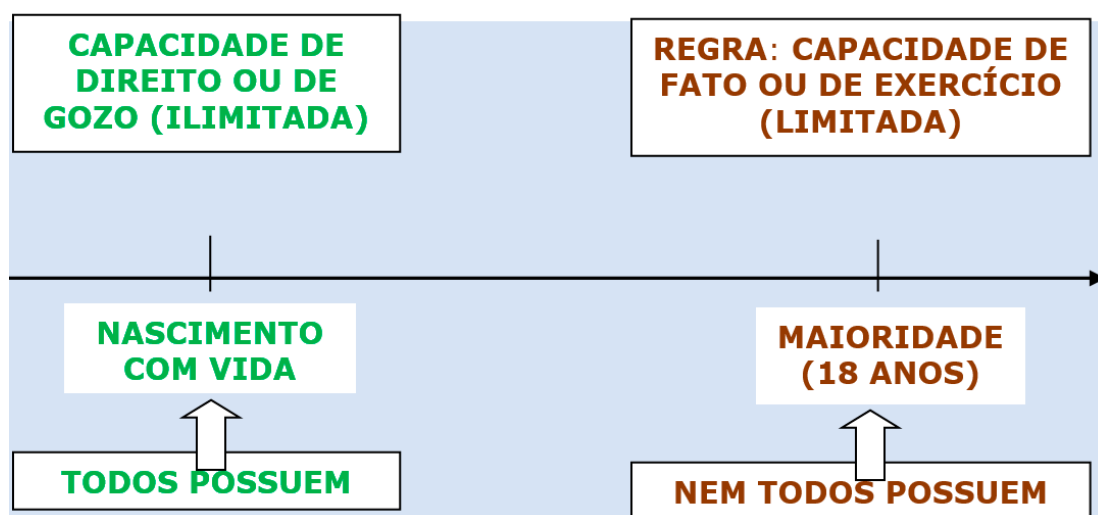 CAPACIDADE DE
DIREITO OU DE
GOZO (ILIMITADA)
REGRA: CAPACIDADE DE
FATO OU DE EXERCÍCIO
(LIMITADA)
NASCIMENTO
COM VIDA
MAIORIDADE
(18 ANOS)
TODOS POSSUEM
NEM TODOS POSSUEM